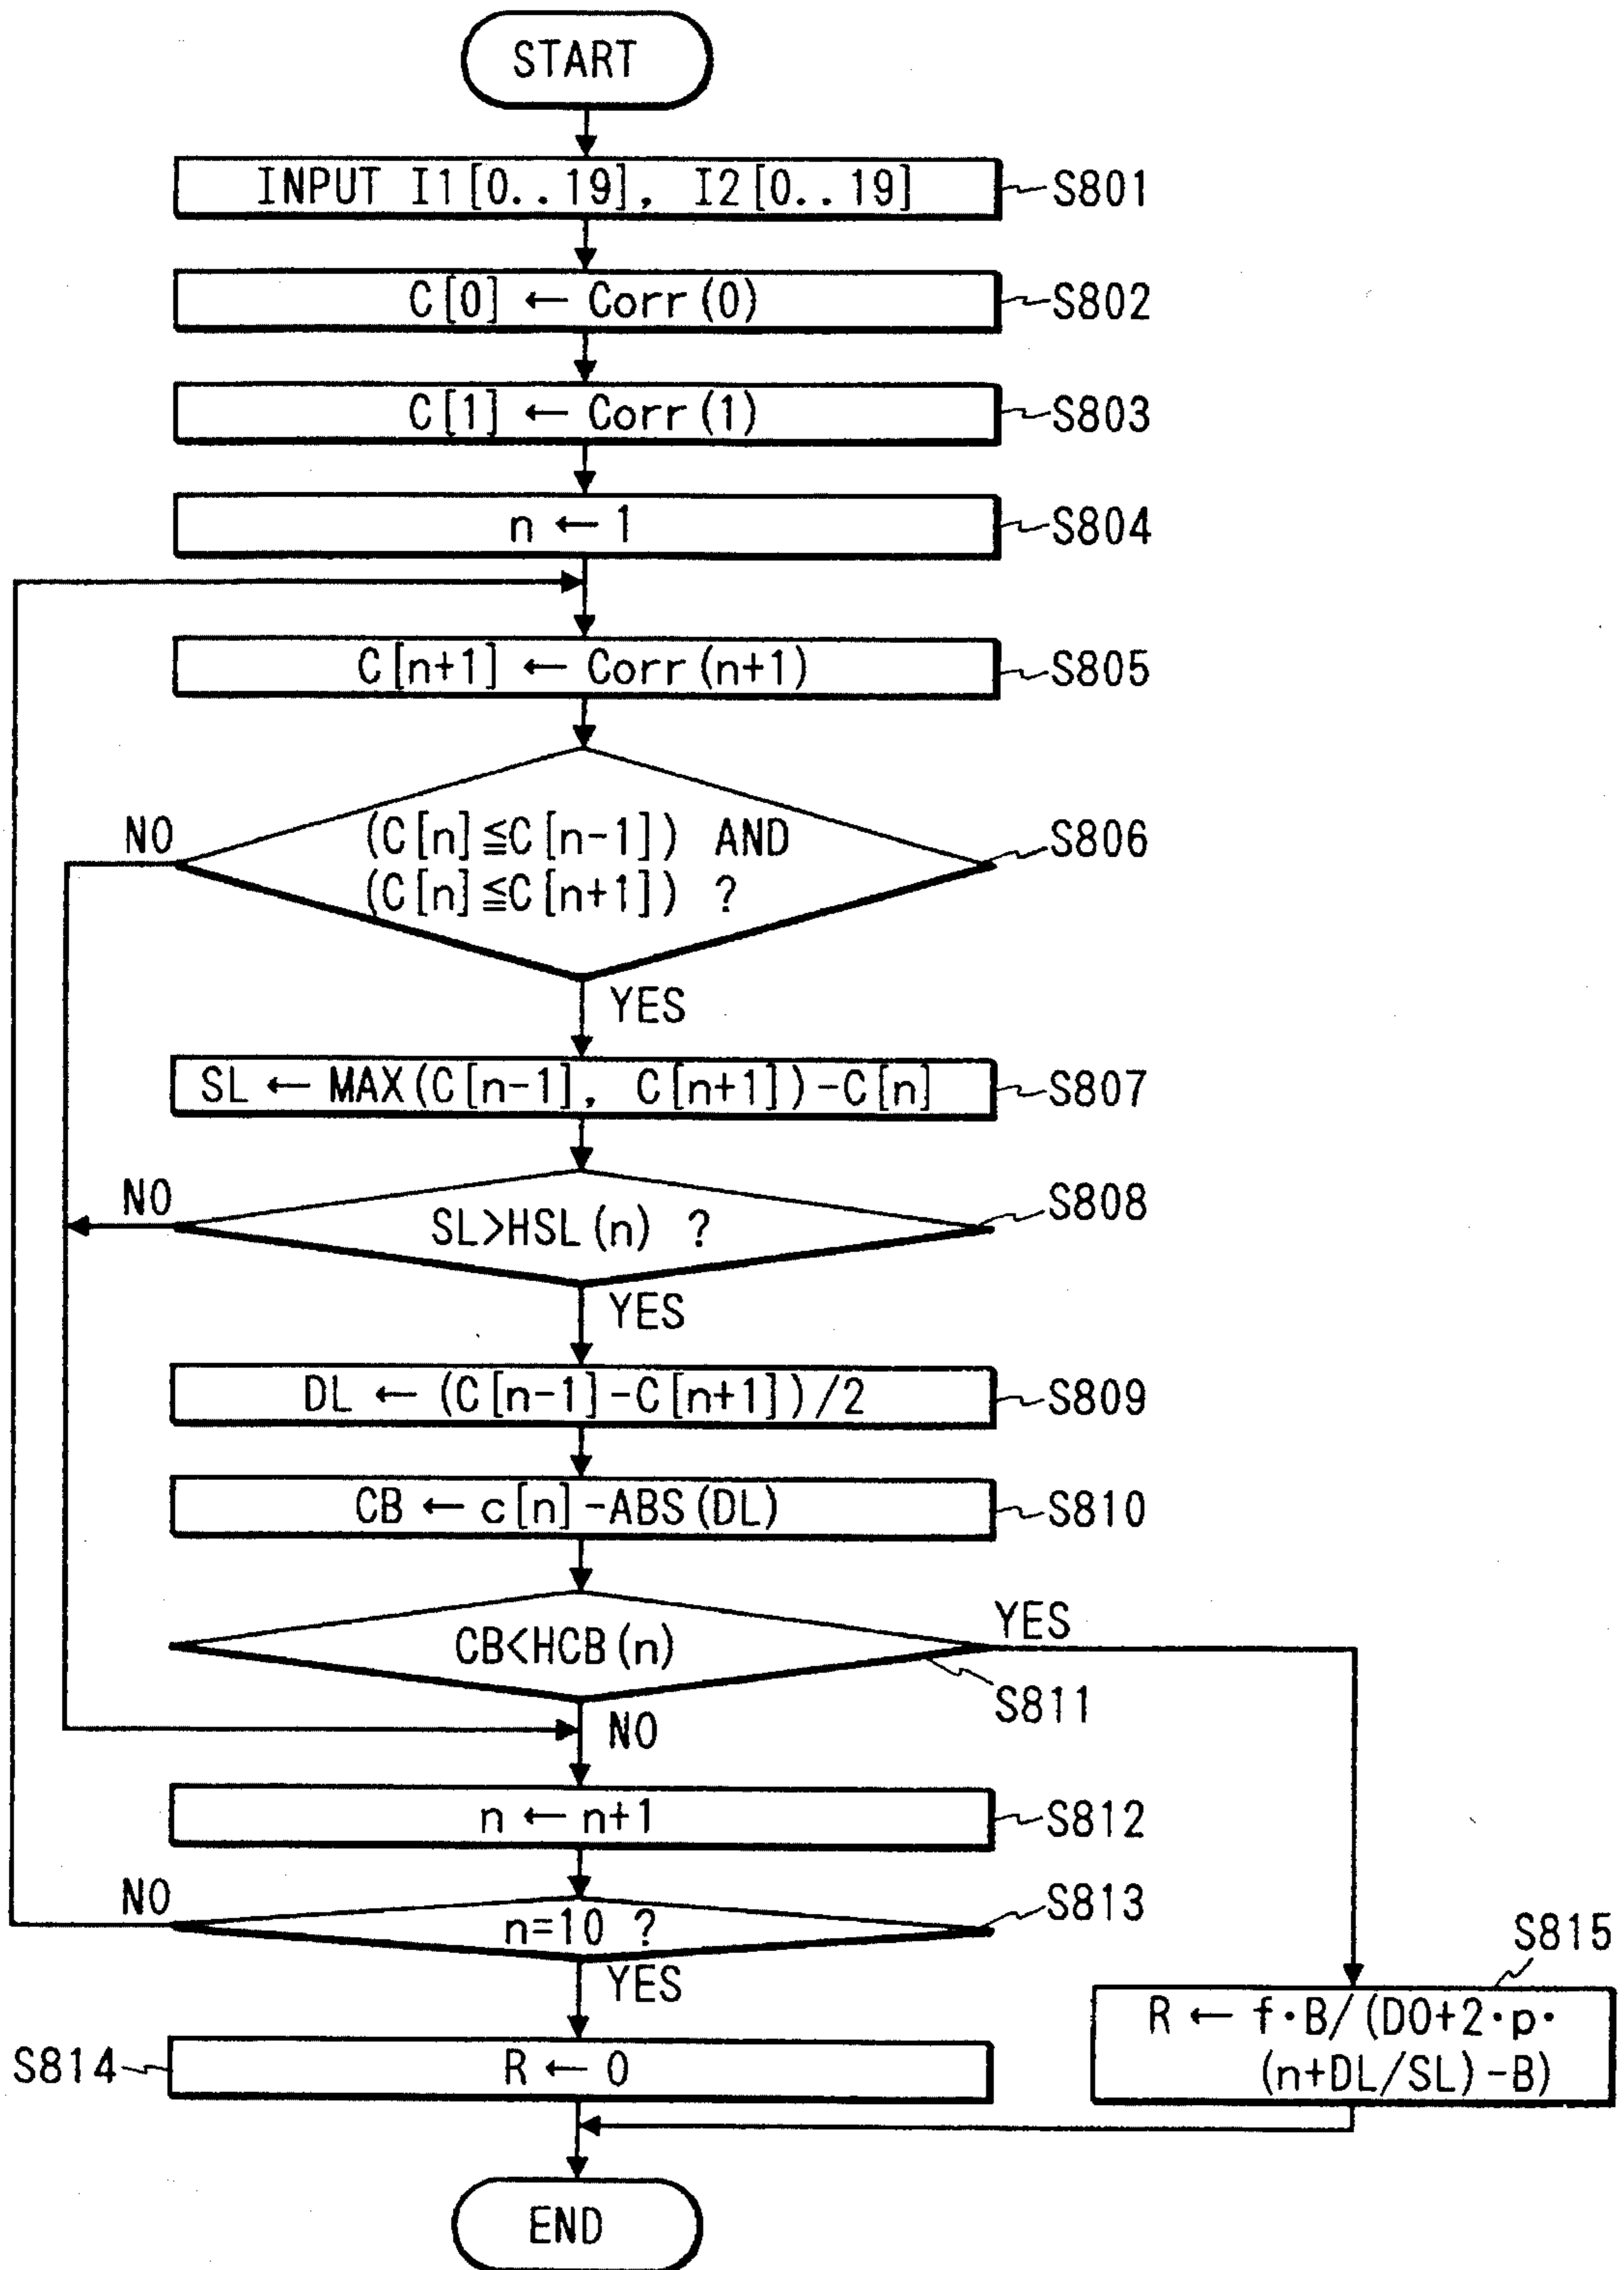 START
INPUT I1[0..19], I2[0..19]
S801
C[0] ← Corr(0)
S802
C[1] ← Corr(1)
S803
n ← 1
S804
C[n+1] ← Corr(n+1)
S805
NO
(C[n]≦C[n-1]) AND
(C[n]≦C[n+1]) ?
S806
YES
SL ← MAX(C[n-1], C[n+1])-C[n]
S807
NO
SL>HSL(n) ?
S808
YES
DL ← (C[n-1]-C[n+1])/2
S809
CB ← c[n]-ABS(DL)
S810
CB<HCB(n)
YES
S811
NO
n ← n+1
S812
NO
n=10 ?
S813
YES
S815
R ← f·B/(D0+2·p·
(n+DL/SL)-B)
S814
R ← 0
END